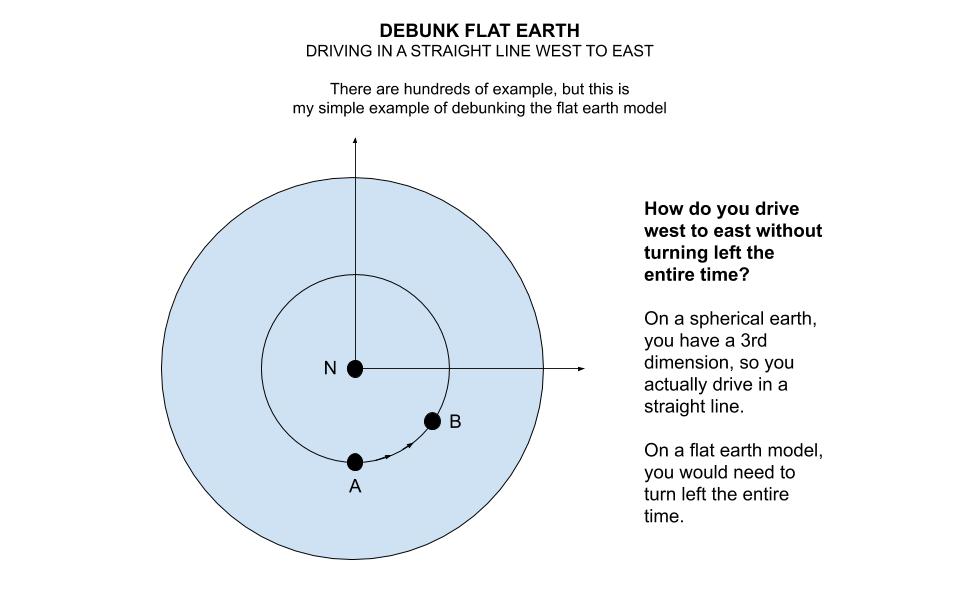 DEBUNK FLAT EARTH
DRIVING IN A STRAIGHT LINE WEST TO EAST
There are hundreds of example, but this is
my simple example of debunking the flat earth model
How do you drive
west to east without
turning left the
entire time?
On a spherical earth,
you have a 3rd
dimension, so you
actually drive in a
straight line.
On a flat earth model,
you would need to
turn left the entire
time.
N
B
A